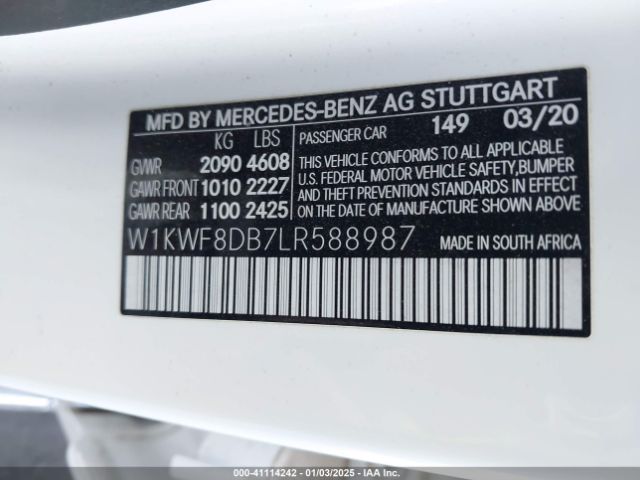 MFD BY MERCEDES-BENZ AG STUTTGART
KG LBS PASSENGER CAR 149 03/20
GVWR 2090 4608
GAWR FRONT 1010 2227
GAWR REAR 1100 2425
THIS VEHICLE CONFORMS TO ALL APPLICABLE
U.S. FEDERAL MOTOR VEHICLE SAFETY,BUMPER
AND THEFT PREVENTION STANDARDS IN EFFECT
ON THE DATE OF MANUFACTURE SHOWN ABOVE
W1KWF8DB7LR588987 MADE IN SOUTH AFRICA
000-41114242 - 01/03/2025 - ©IAA Inc.